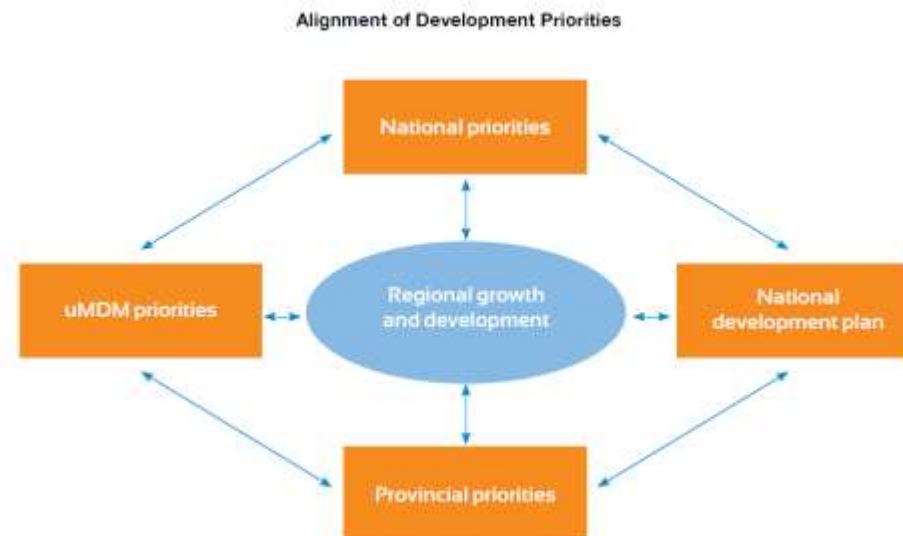 Alignment of Development Priorities
National priorities
uMDM priorities
Regional growth
and development
National
development plan
Provincial priorities